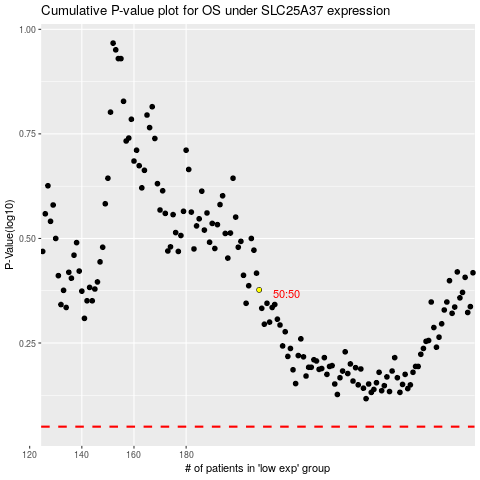 Cumulative P-value plot for OS under SLC25A37 expression
1.00
0.75
0.50
0.25
P-Value(log10)
50:50
120 140 160 180
# of patients in 'low exp' group